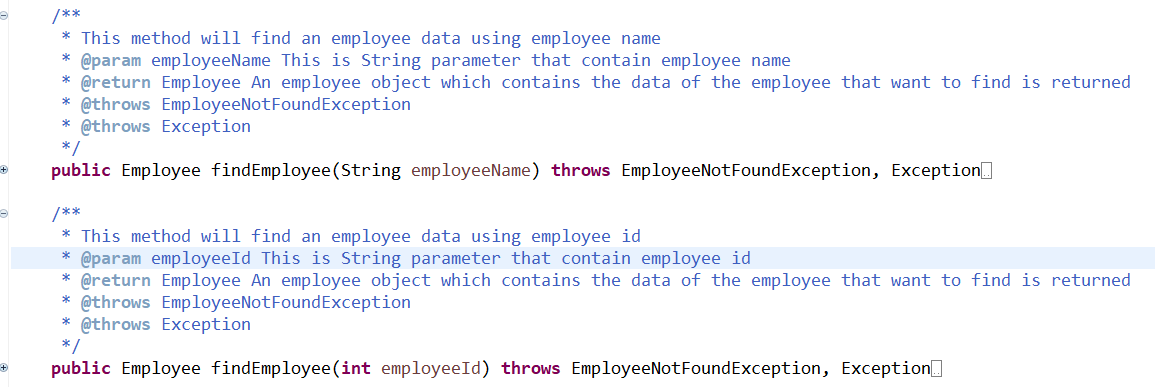 /**
* This method will find an employee data using employee name
* @param employeeName This is String parameter that contain employee name
* @return Employee An employee object which contains the data of the employee that want to find is returned
* @throws EmployeeNotFoundException
* @throws Exception
*/
public Employee findEmployee(String employeeName) throws EmployeeNotFoundException, Exception
/**
* This method will find an employee data using employee id
* @param employeeId This is String parameter that contain employee id
* @return Employee An employee object which contains the data of the employee that want to find is returned
* @throws EmployeeNotFoundException
* @throws Exception
*/
public Employee findEmployee(int employeeId) throws EmployeeNotFoundException, Exception